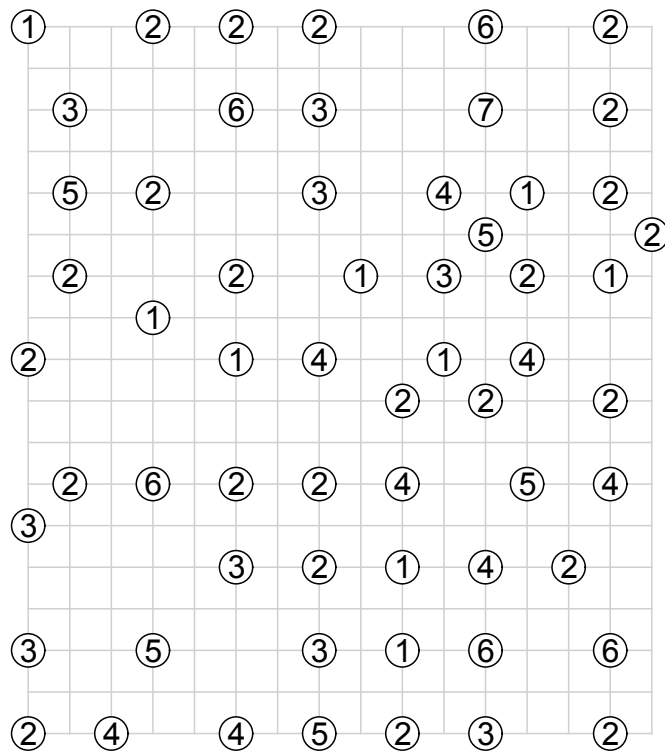 1 2 2 2 6 2
3 6 3 7 2
5 2 3 4 1 2
5 2
2 2 1 3 2 1
1
2 1 4 1 4
2 2 2
2 6 2 2 4 5 4
3
3 2 1 4 2
3 5 3 1 6 6
2 4 4 5 2 3 2